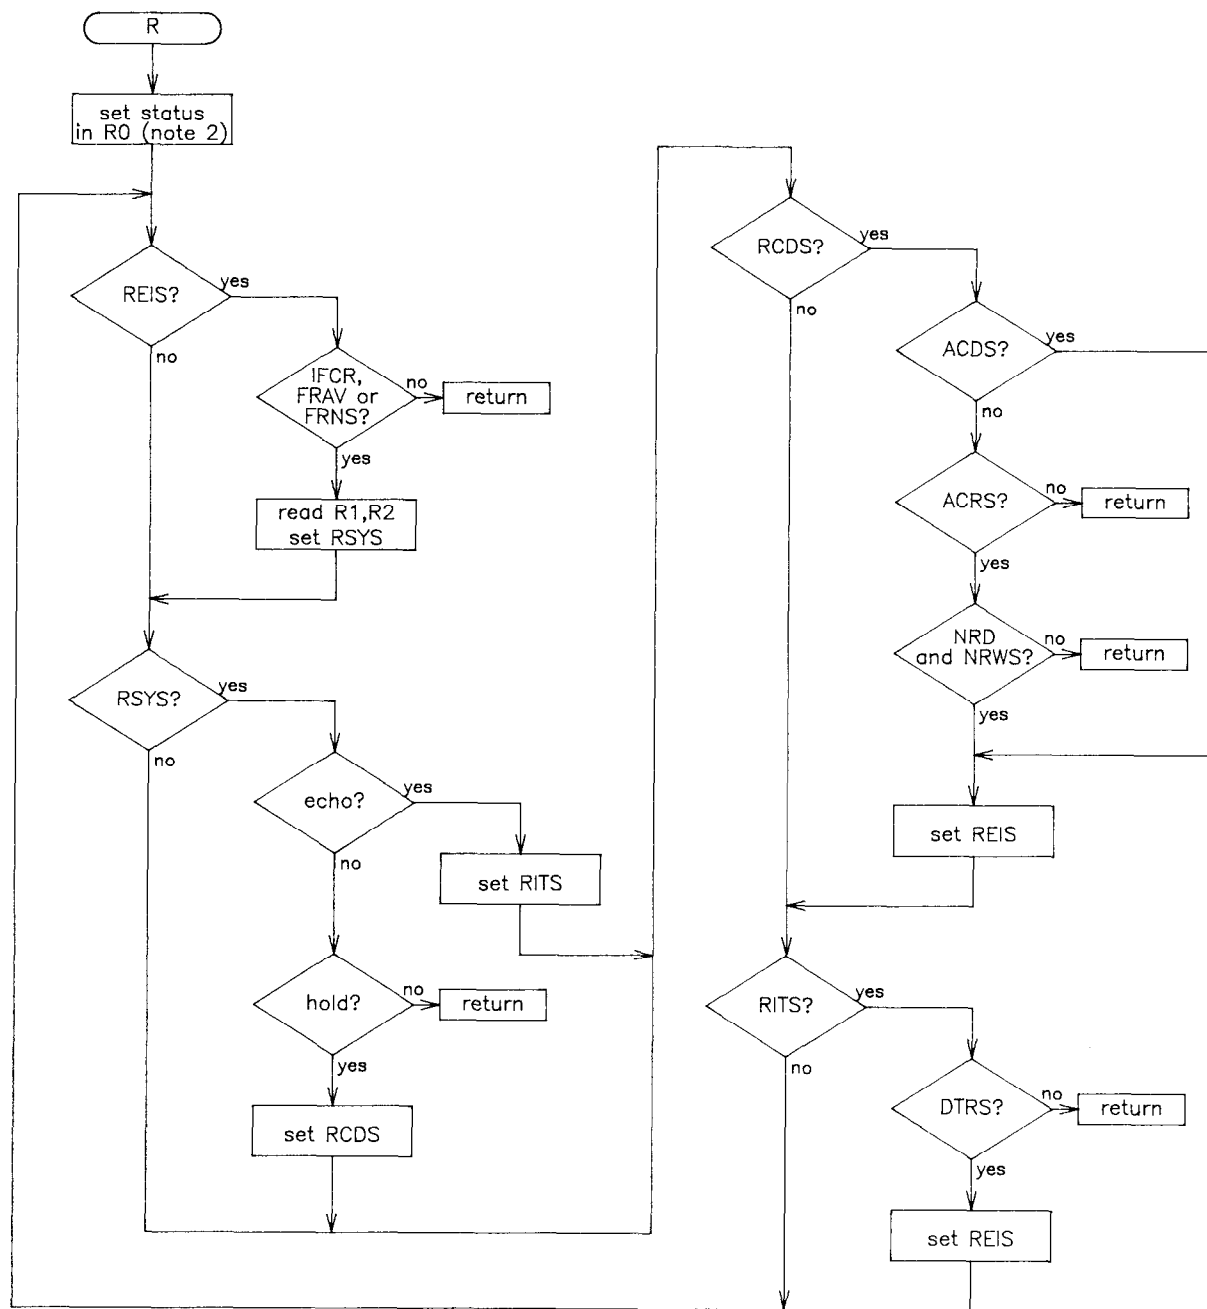 R
set status
in R0 (note 2)
REIS?
yes
no
IFCR,
FRAV or
FRNS?
no
return
yes
read R1,R2
set RSYS
RSYS?
yes
no
echo?
yes
no
set RITS
hold?
no
return
yes
set RCDS
RCDS?
yes
no
ACDS?
yes
no
ACRS?
no
return
yes
NRD
and NRWS?
no
return
yes
set REIS
RITS?
yes
no
DTRS?
no
return
yes
set REIS